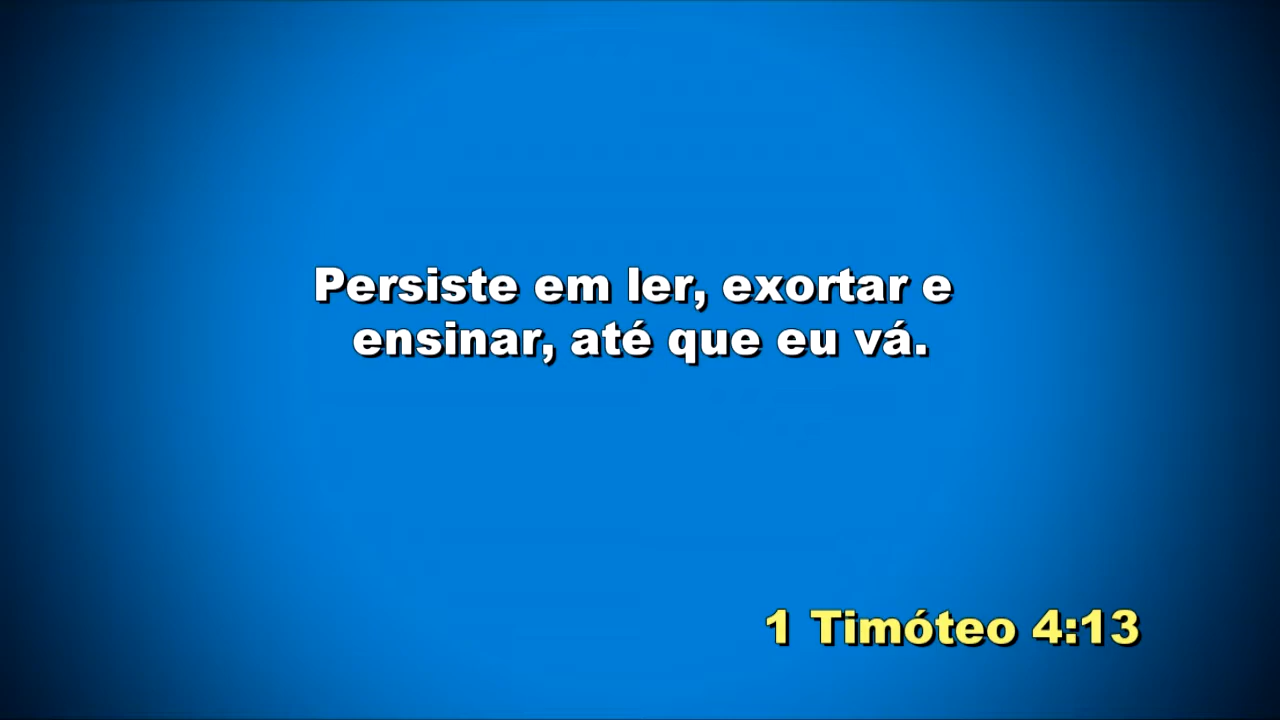 Persiste em ler, exortar e
ensinar, até que eu vá.
1 Timóteo 4:13